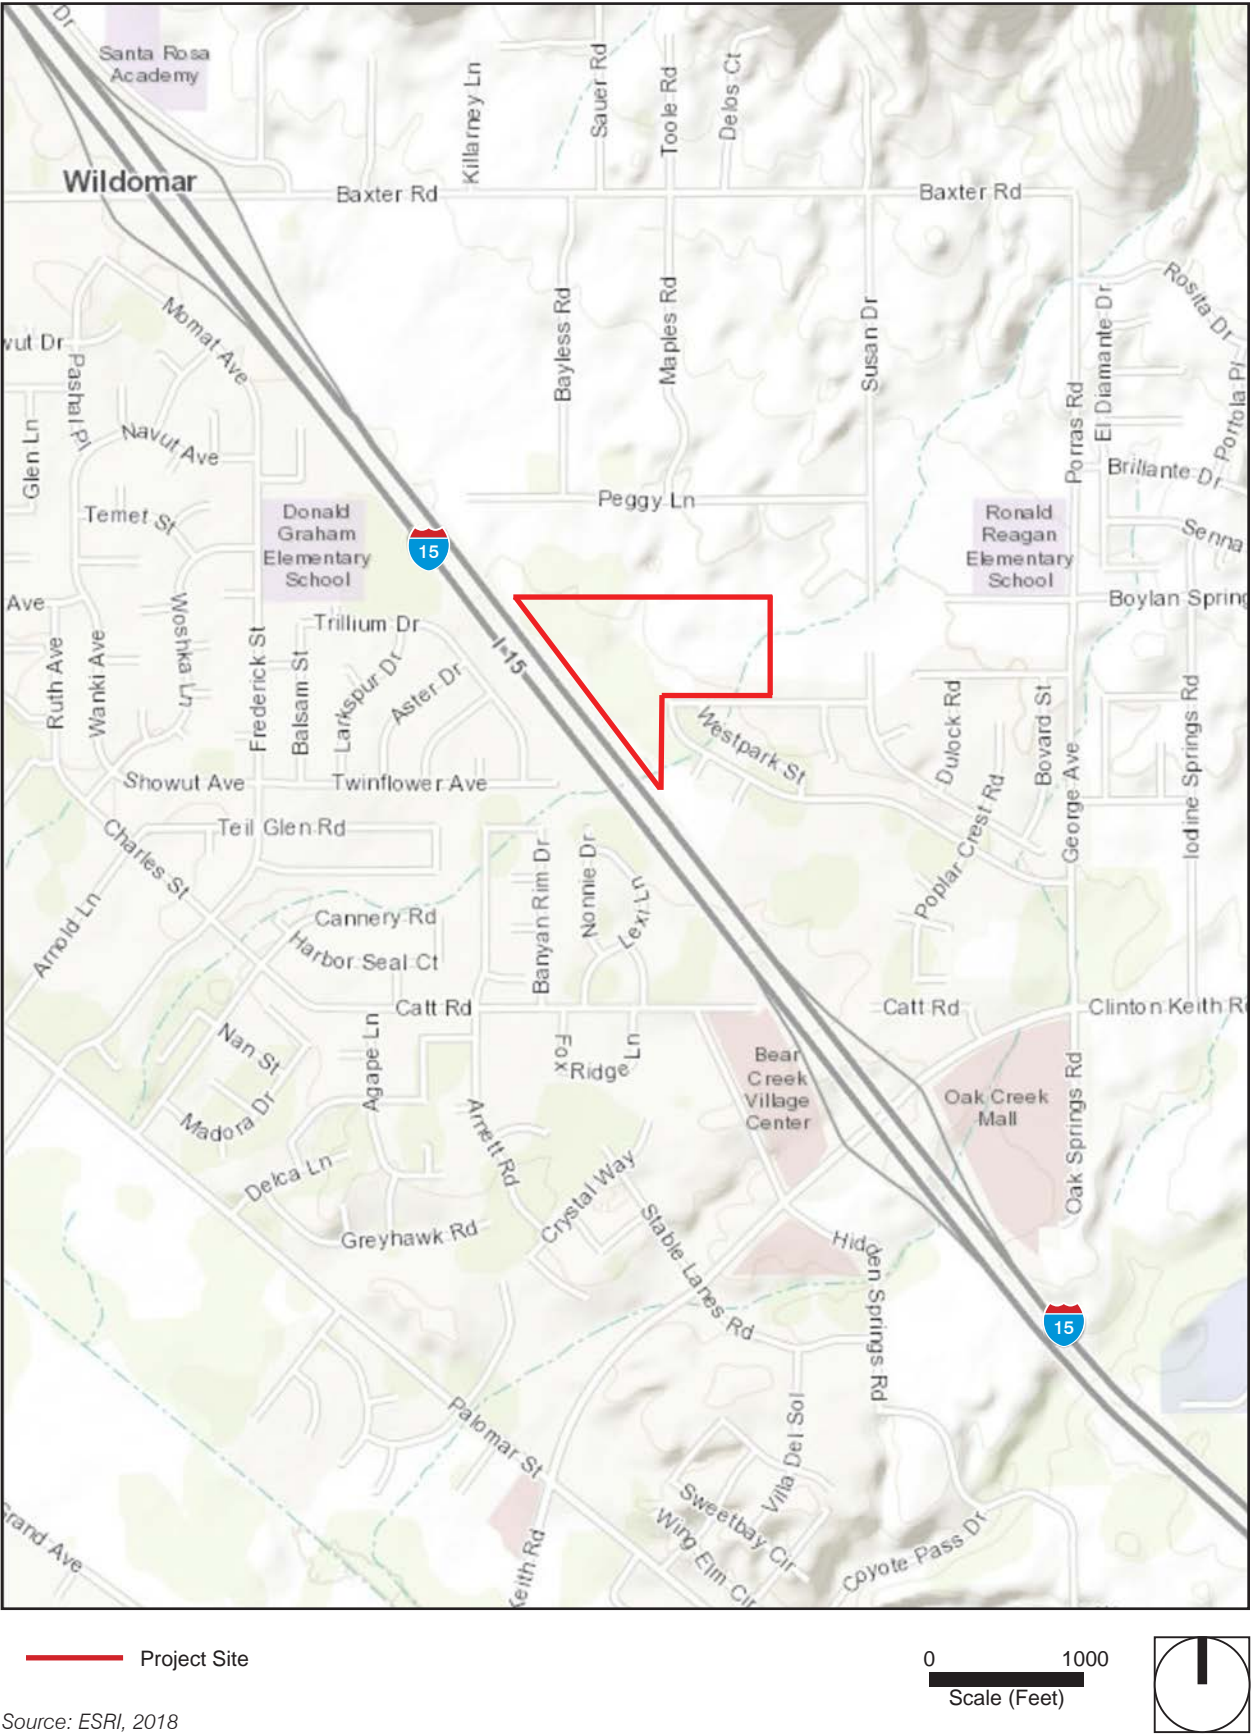 Dr
Santa Rosa
Academy
Killarney Ln
Sauer Rd
Toole Rd
Delos Ct
Wildomar
Baxter Rd
Baxter Rd
Momat Ave
Bayless Rd
Maples Rd
Susan Dr
Rosita Dr
El Diamante Dr
Portola Pl
Porras Rd
vut Dr
Pashal Pl
Glen Ln
Navut Ave
Brillante Dr
Temet St
Peggy Ln
Senna
Donald
Graham
Elementary
School
15
Ronald
Reagan
Elementary
School
Ave
Boylan Spring
Woshka Ln
Trillium Dr
Ruth Ave
Wanki Ave
Frederick St
Balsam St
Larkspur Dr
Aster Dr
I-15
Westpark St
Dulock Rd
Bovard St
George Ave
Iodine Springs Rd
Showut Ave
Twinflower Ave
Poplar Crest Rd
Charles St
Teil Glen Rd
Banyan Rim Dr
Nonnie Dr
Lexi Ln
Arnold Ln
Cannery Rd
Harbor Seal Ct
Catt Rd
Catt Rd
Clinton Keith R
Nan St
Agape Ln
Fox Ridge Ln
Bear
Creek
Village
Center
Oak Creek
Mall
Oak Springs Rd
Madora Dr
Arnett Rd
Delca Ln
Crystal Way
Greyhawk Rd
Stable Lanes Rd
Hidden Springs Rd
15
Palomar St
Villa Del Sol
Sweetbay Cir
Wing Elm Cir
Coyote Pass Dr
Grand Ave
Keith Rd
Project Site
0 1000
Scale (Feet)
Source: ESRI, 2018